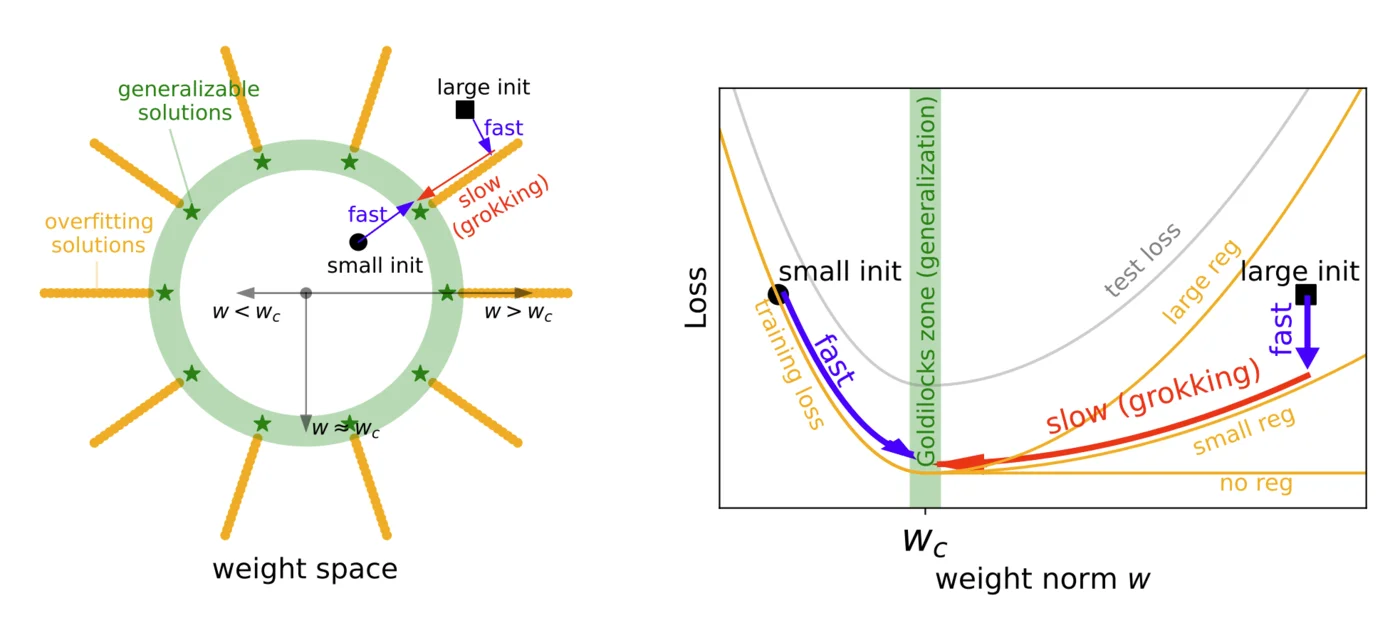 generalizable
solutions
large init
fast
overfitting
solutions
slow
(grokking)
fast
small init
w < w_c
w > w_c
w ≈ w_c
weight space
Loss
small init
training loss
fast
Goldilocks zone (generalization)
test loss
large reg
large init
fast
slow (grokking)
small reg
no reg
w_c
weight norm w